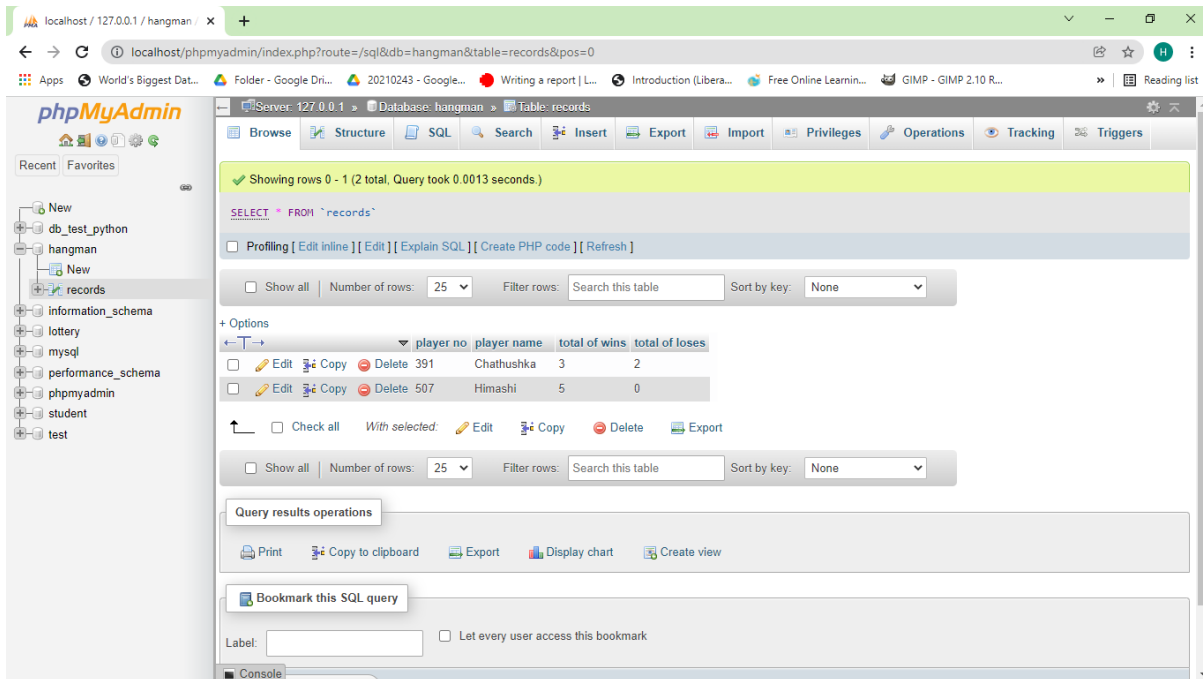 localhost / 127.0.0.1 / hangman /
localhost/phpmyadmin/index.php?route=/sql&db=hangman&table=records&pos=0
H
Apps World's Biggest Dat... Folder - Google Dri... 20210243 - Google... Writing a report | L... Introduction (Libera... Free Online Learnin... GIMP - GIMP 2.10 R... » Reading list
phpMyAdmin
Recent Favorites
New
db_test_python
hangman
New
records
information_schema
lottery
mysql
performance_schema
phpmyadmin
student
test
Server: 127.0.0.1 » Database: hangman » Table: records
Browse Structure SQL Search Insert Export Import Privileges Operations Tracking Triggers
Showing rows 0 - 1 (2 total, Query took 0.0013 seconds.)
SELECT * FROM `records`
Profiling [ Edit inline ] [ Edit ] [ Explain SQL ] [ Create PHP code ] [ Refresh ]
Show all | Number of rows: 25 Filter rows: Search this table Sort by key: None
+ Options
←T→ player no player name total of wins total of loses
Edit Copy Delete 391 Chathushka 3 2
Edit Copy Delete 507 Himashi 5 0
Check all With selected: Edit Copy Delete Export
Show all | Number of rows: 25 Filter rows: Search this table Sort by key: None
Query results operations
Print Copy to clipboard Export Display chart Create view
Bookmark this SQL query
Label: Let every user access this bookmark
Console